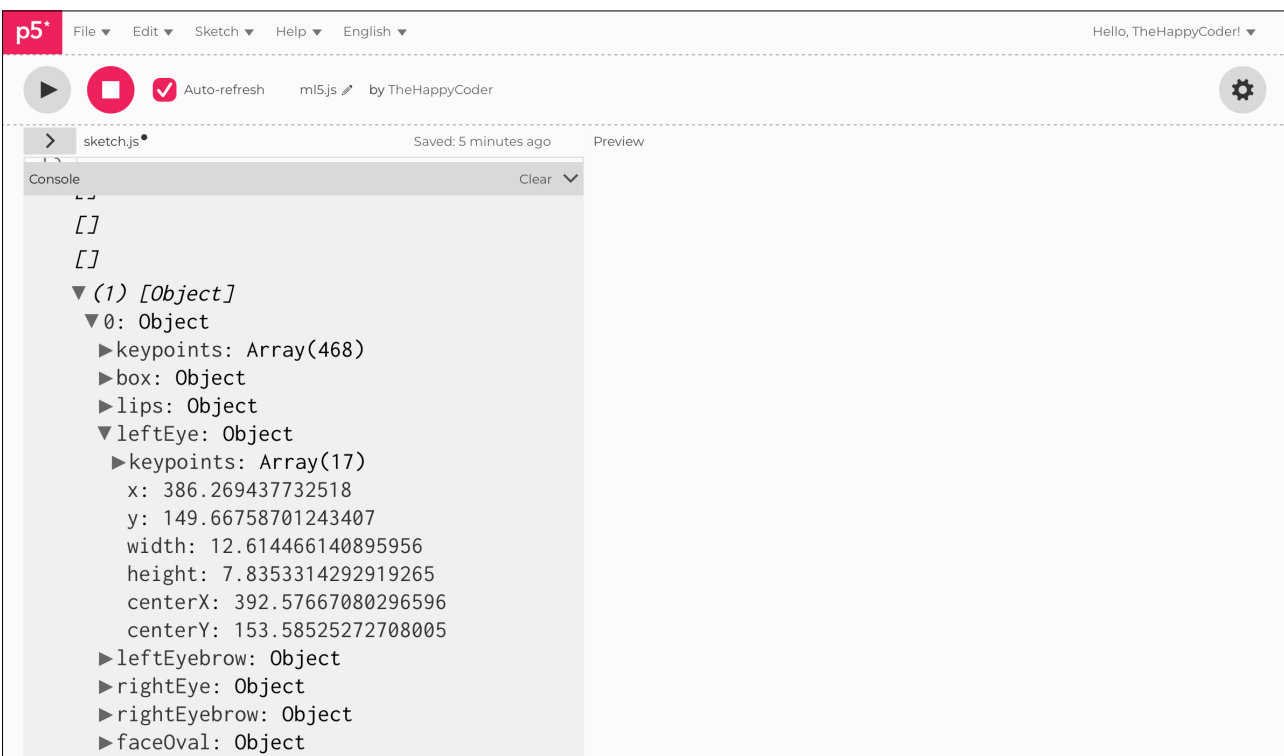 p5*
File Edit Sketch Help English Hello, TheHappyCoder!
Auto-refresh ml5.js by TheHappyCoder
sketch.js Saved: 5 minutes ago Preview
Console Clear
[]
[]
(1) [Object]
0: Object
keypoints: Array(468)
box: Object
lips: Object
leftEye: Object
keypoints: Array(17)
x: 386.269437732518
y: 149.66758701243407
width: 12.614466140895956
height: 7.8353314292919265
centerX: 392.57667080296596
centerY: 153.58525272708005
leftEyebrow: Object
rightEye: Object
rightEyebrow: Object
faceOval: Object